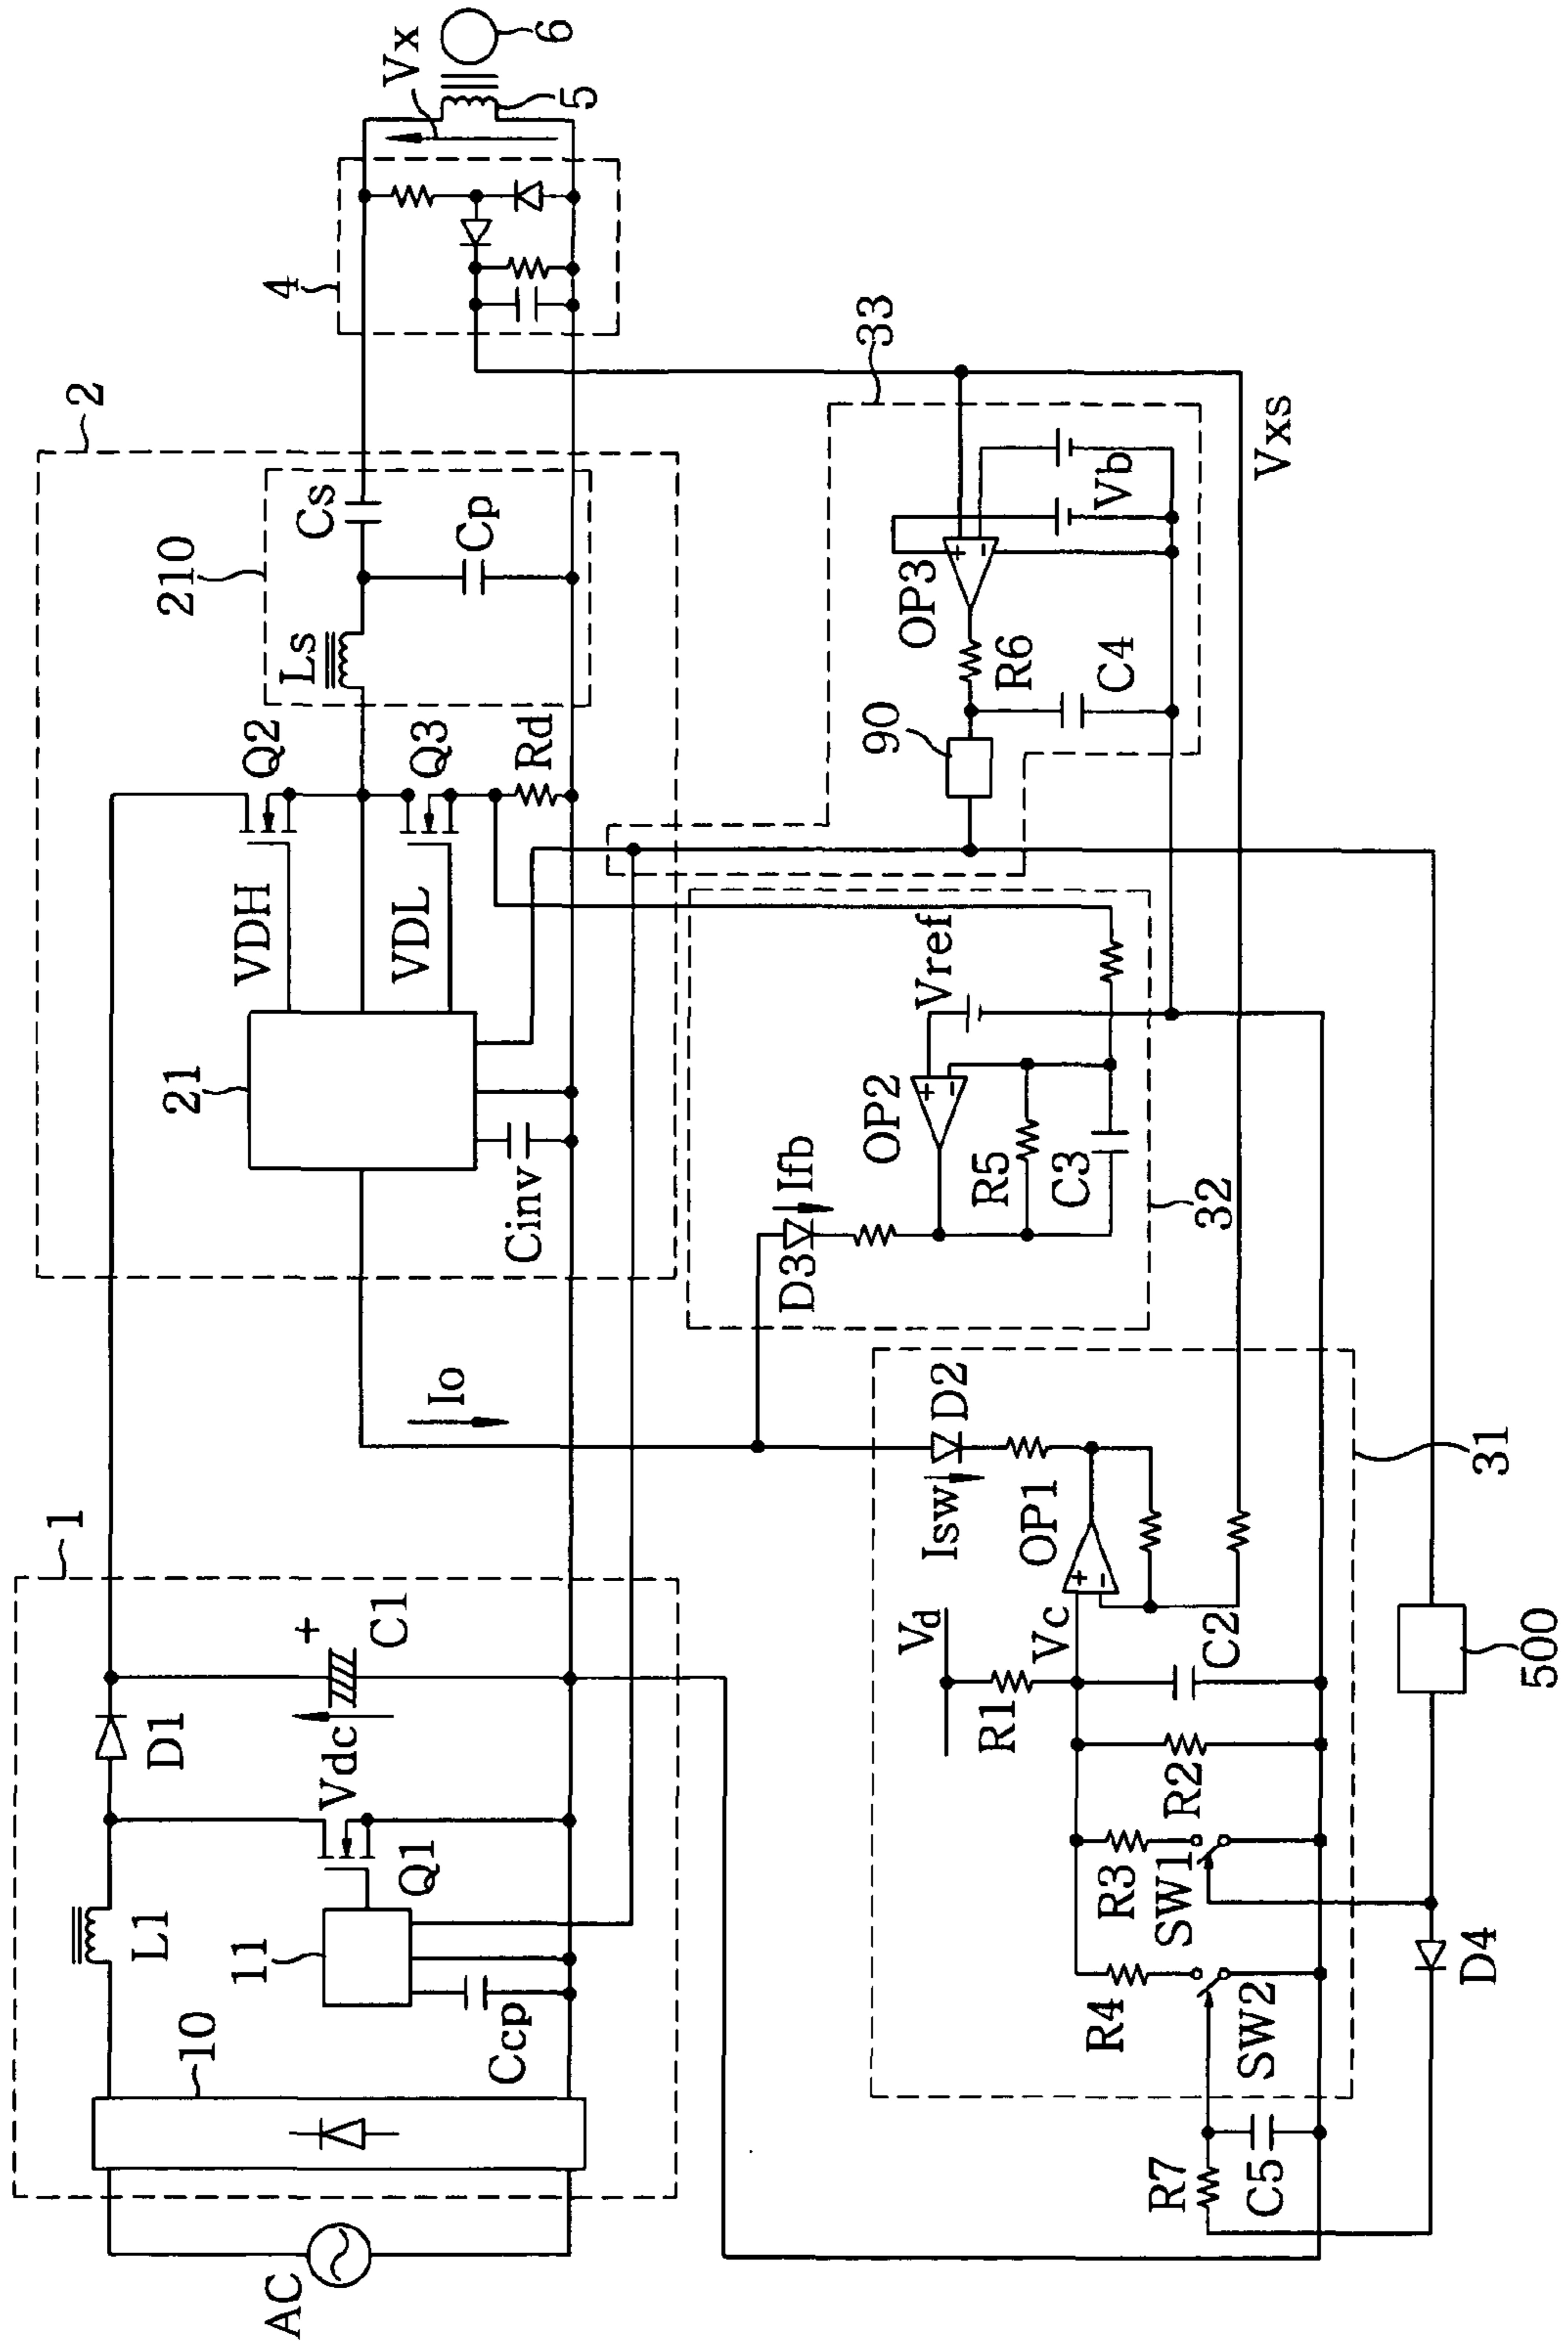 AC
10
L1
11
Ccp
Q1
D1
Vdc
+
C1
1
Io
21
Cinv
VDH
VDL
Q2
Q3
Rd
Ls
210
Cs
Cp
2
4
Vx
5
6
R7
C5
R4
SW2
R3
SW1
R2
R1
Vd
Vc
C2
+
-
OP1
Isw
D2
31
D4
500
D3
Ifb
OP2
+
-
R5
C3
Vref
32
90
R6
C4
OP3
+
-
Vb
33
Vxs